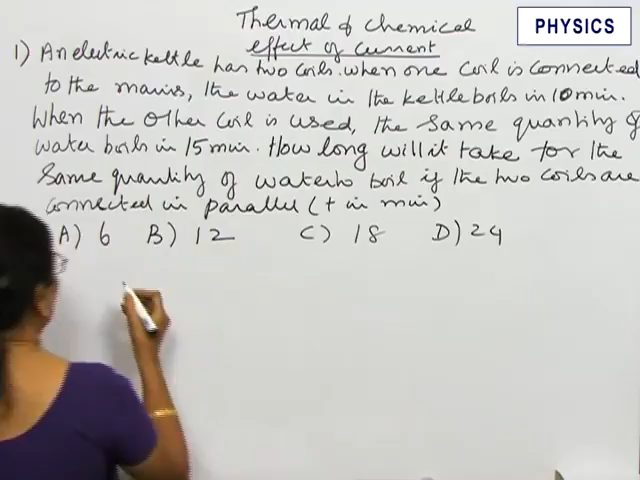 Thermal & Chemical
effect of current
PHYSICS
1) An electric kettle has two coils. when one coil is connected
to the mains, the water in the kettle boils in 10 min.
When the other coil is used, the same quantity of
water boils in 15 min. How long will it take for the
Same quantity of water to boil if the two coils are
connected in parallel (t in min)
A) 6 B) 12 C) 18 D) 24